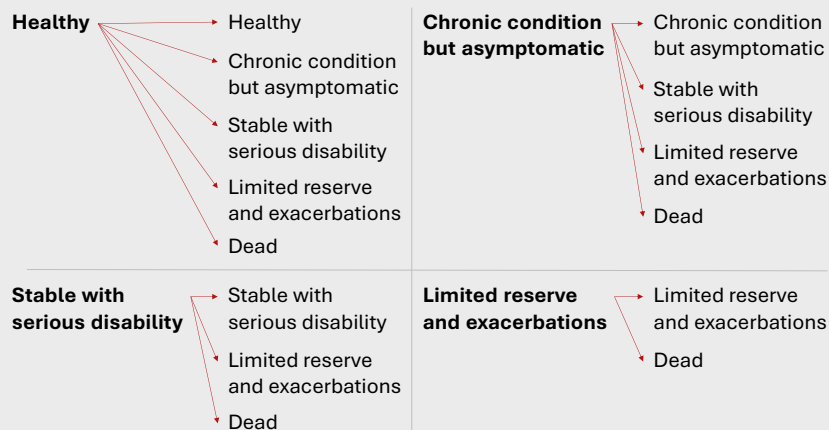 Healthy
Healthy
Chronic condition
but asymptomatic
Stable with
serious disability
Limited reserve
and exacerbations
Dead
Chronic condition
but asymptomatic
Chronic condition
but asymptomatic
Stable with
serious disability
Limited reserve
and exacerbations
Dead
Stable with
serious disability
Stable with
serious disability
Limited reserve
and exacerbations
Dead
Limited reserve
and exacerbations
Limited reserve
and exacerbations
Dead